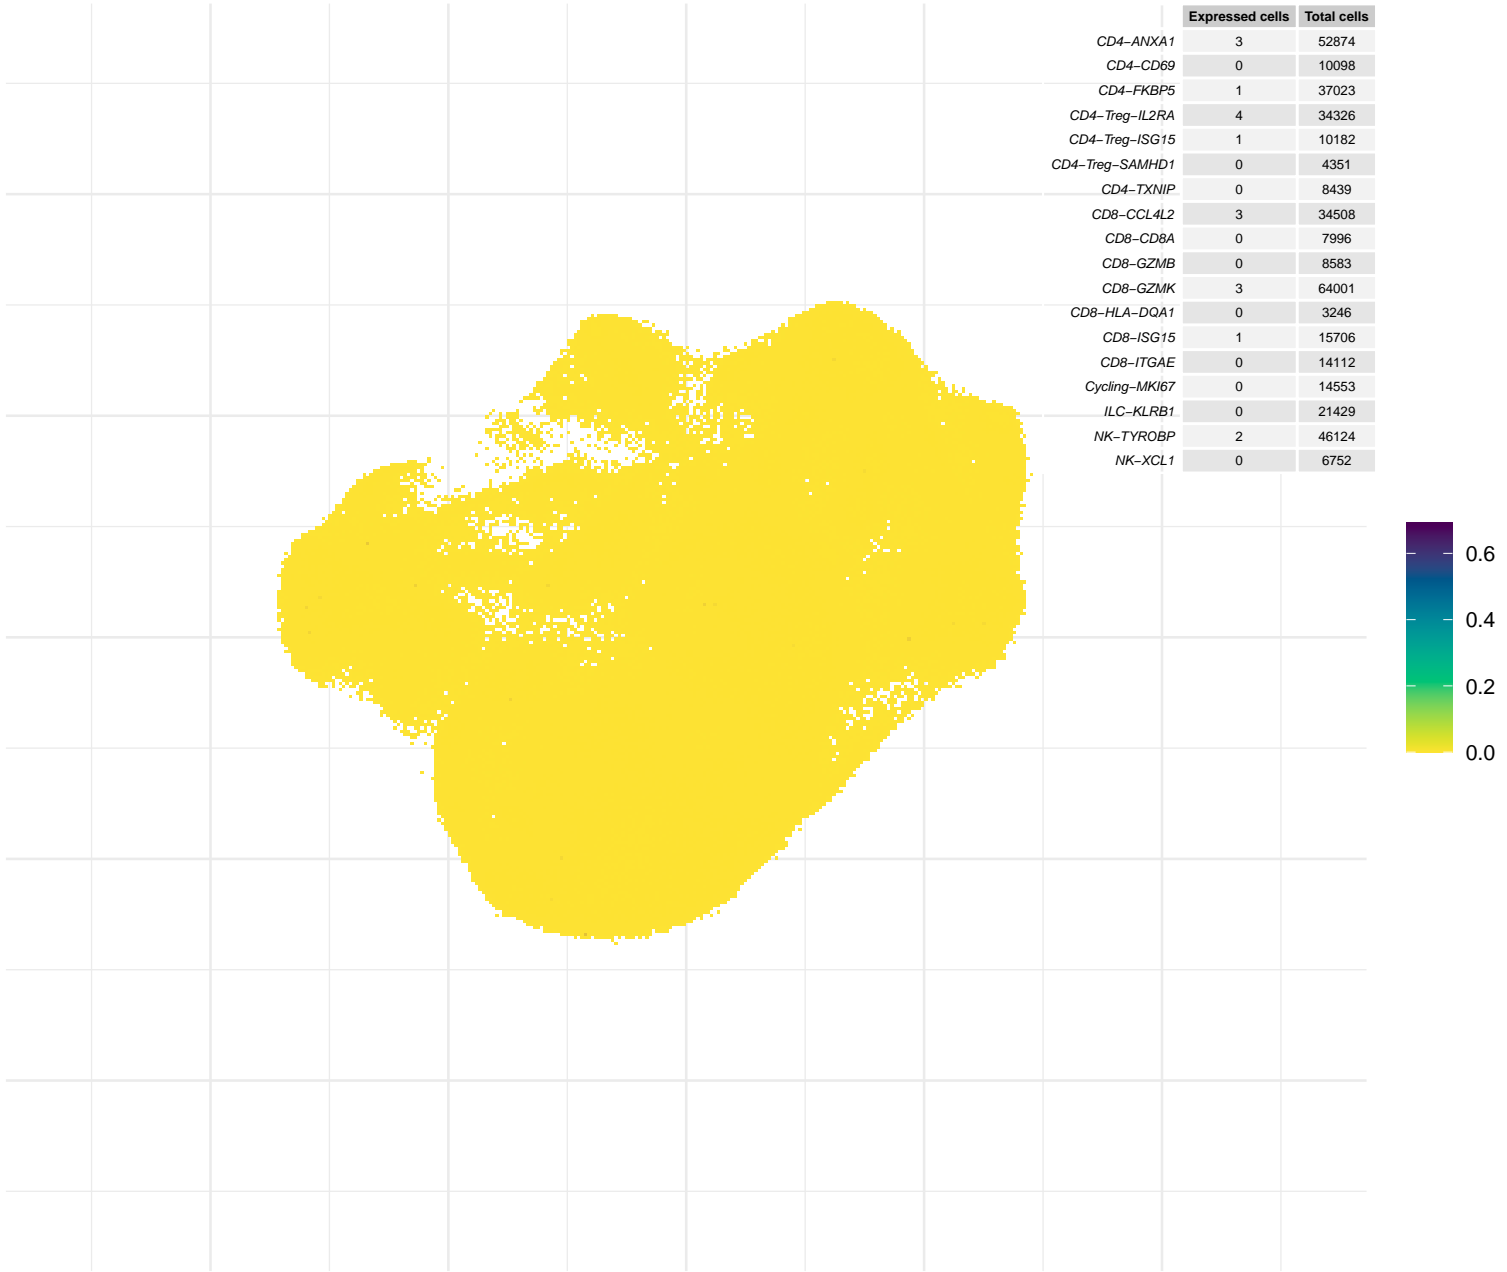 Expressed cells Total cells
CD4−ANXA1 3 52874
CD4−CD69 0 10098
CD4−FKBP5 1 37023
CD4−Treg−IL2RA 4 34326
CD4−Treg−ISG15 1 10182
CD4−Treg−SAMHD1 0 4351
CD4−TXNIP 0 8439
CD8−CCL4L2 3 34508
CD8−CD8A 0 7996
CD8−GZMB 0 8583
CD8−GZMK 3 64001
CD8−HLA−DQA1 0 3246
CD8−ISG15 1 15706
CD8−ITGAE 0 14112
Cycling−MKI67 0 14553
ILC−KLRB1 0 21429
NK−TYROBP 2 46124
NK−XCL1 0 6752
0.6
0.4
0.2
0.0